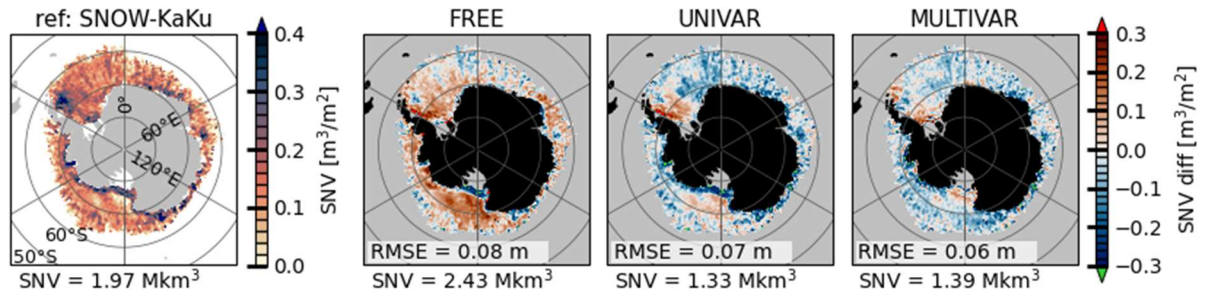 ref: SNOW-KaKu
FREE
UNIVAR
MULTIVAR
0°
60°E
120°E
60°S
50°S
SNV = 1.97 Mkm³
0.4
0.3
0.2
0.1
0.0
SNV [m³/m²]
RMSE = 0.08 m
SNV = 2.43 Mkm³
RMSE = 0.07 m
SNV = 1.33 Mkm³
RMSE = 0.06 m
SNV = 1.39 Mkm³
0.3
0.2
0.1
0.0
−0.1
−0.2
−0.3
SNV diff [m³/m²]